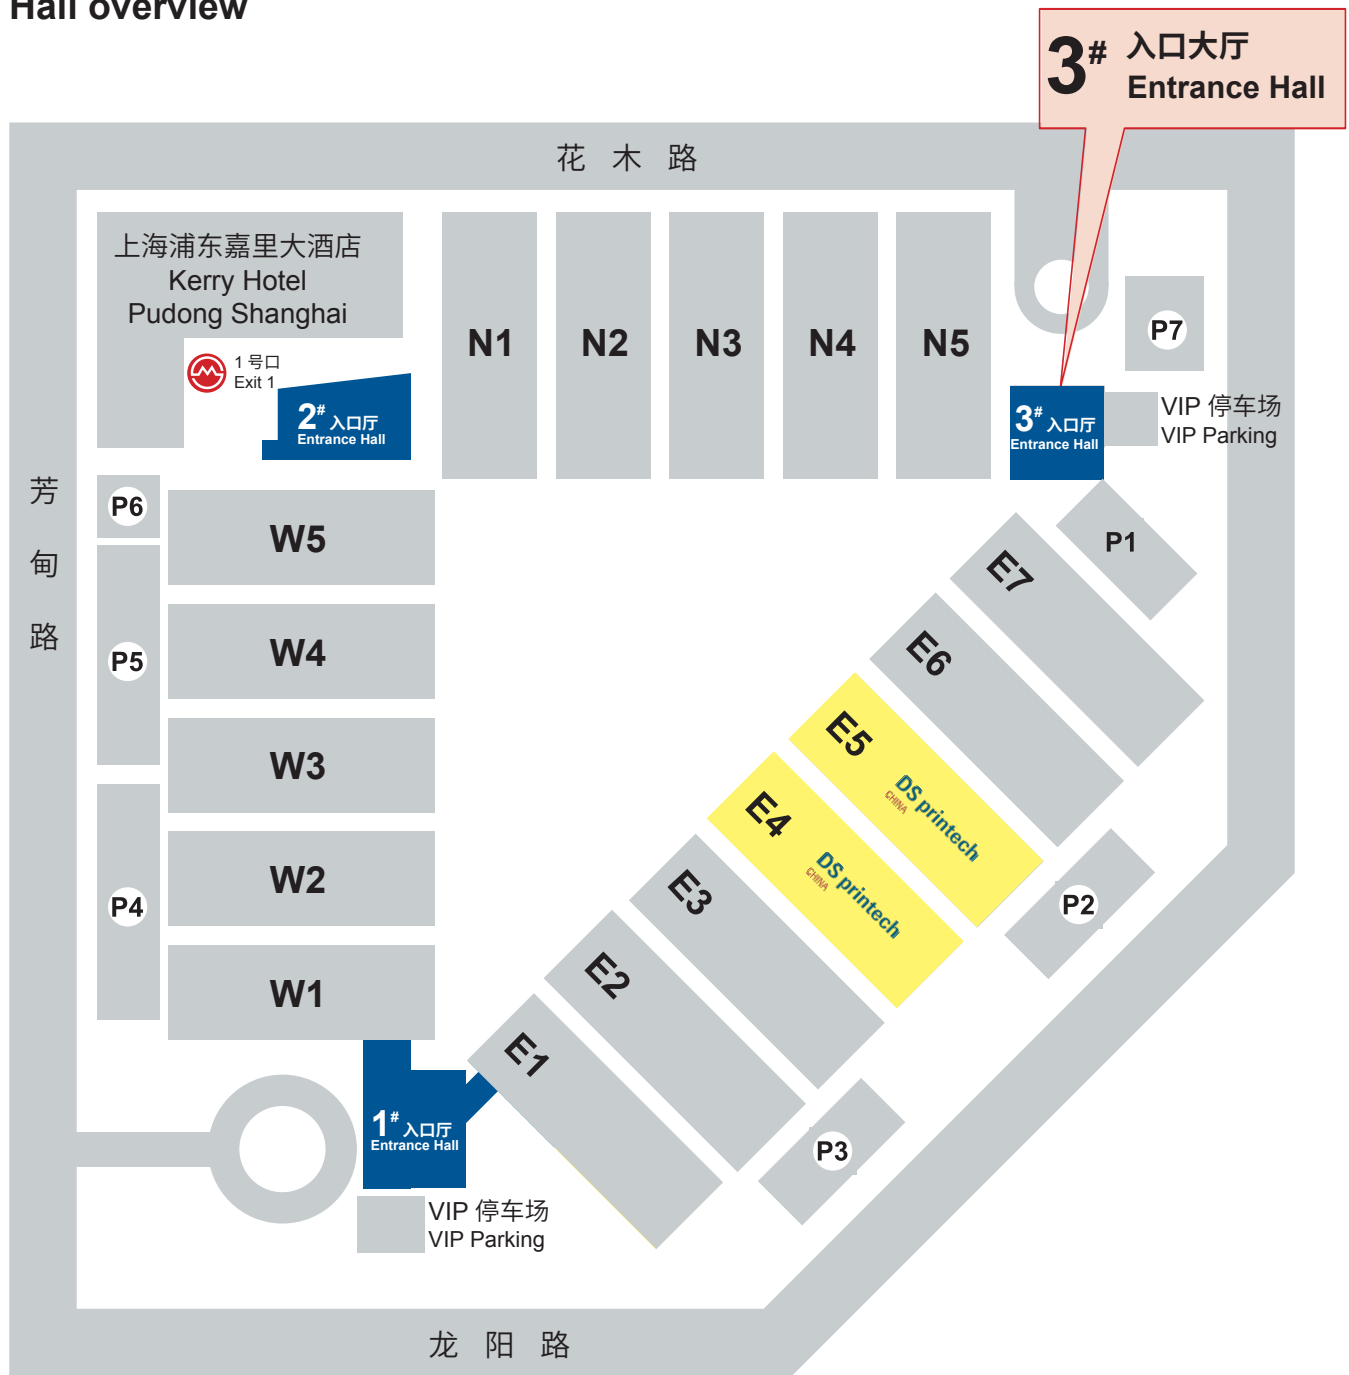 Hall overview
3# 入口大厅
Entrance Hall
花木路
上海浦东嘉里大酒店
Kerry Hotel
Pudong Shanghai
1 号口
Exit 1
2# 入口厅
Entrance Hall
N1
N2
N3
N4
N5
P7
3# 入口厅
Entrance Hall
VIP 停车场
VIP Parking
芳甸路
P6
P5
P4
W5
W4
W3
W2
W1
P1
E7
E6
E5
DS printech
CHINA
E4
DS printech
CHINA
E3
E2
E1
P2
P3
1# 入口厅
Entrance Hall
VIP 停车场
VIP Parking
龙阳路